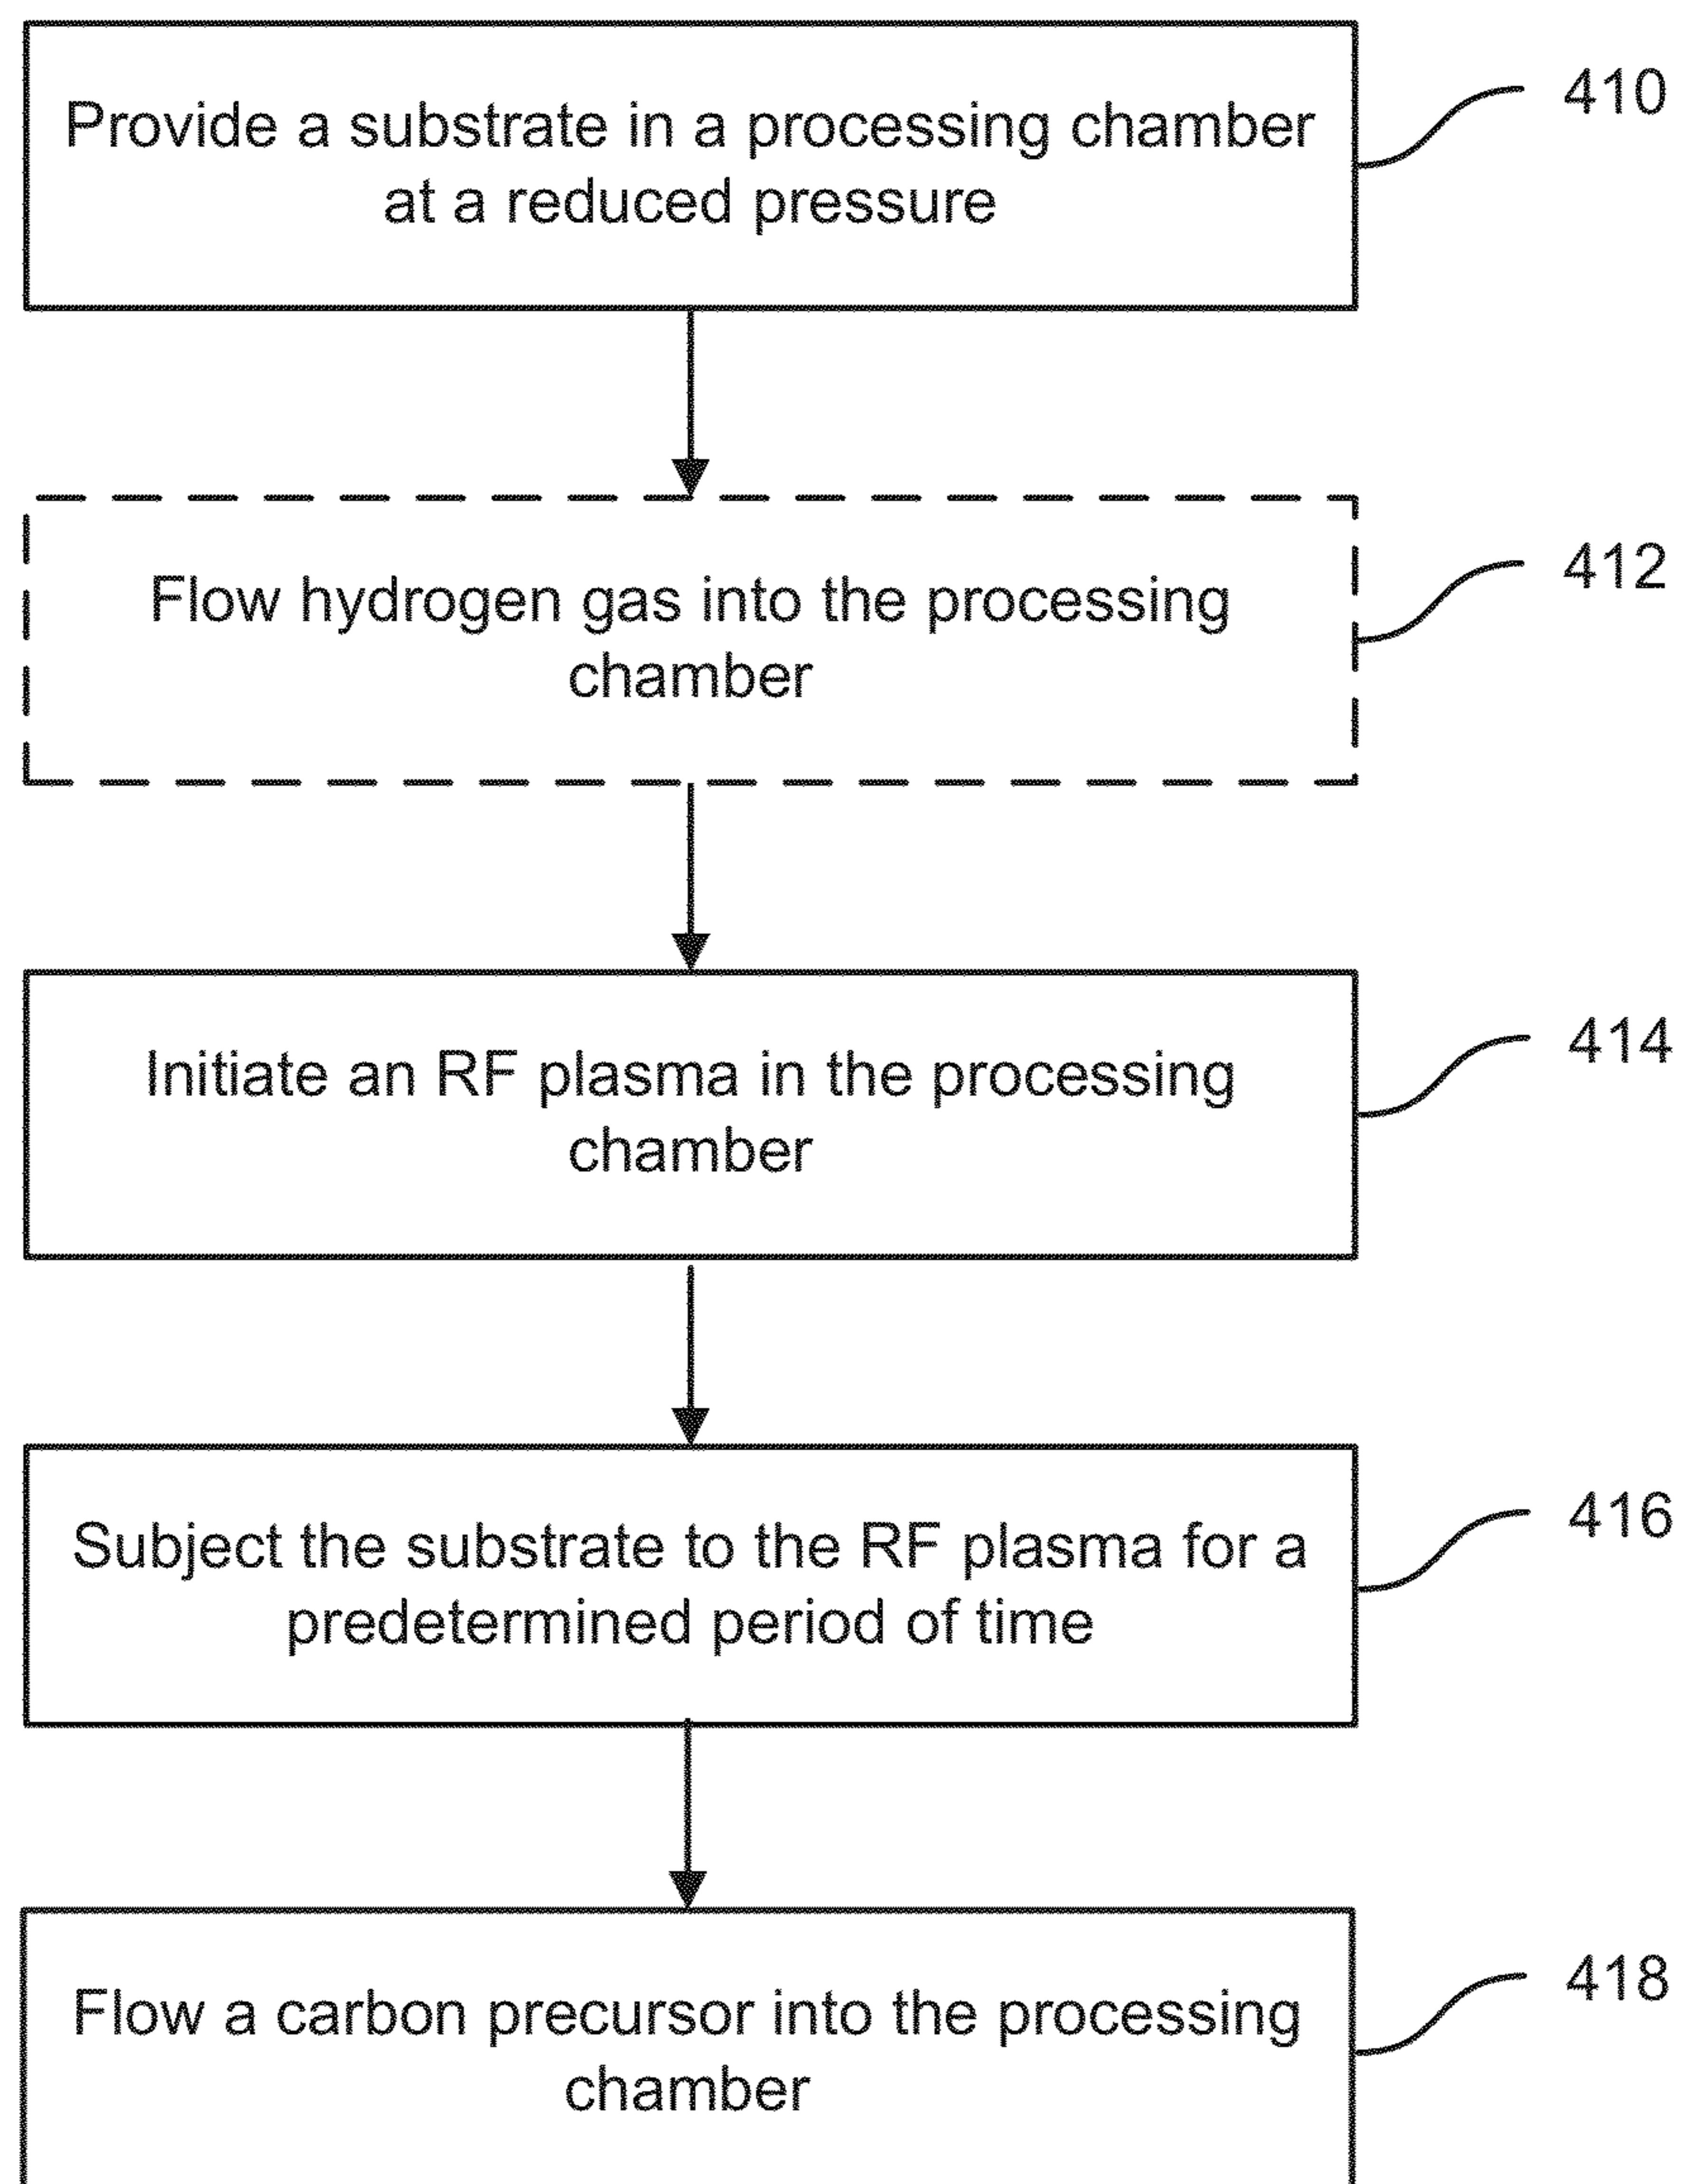 Provide a substrate in a processing chamber
at a reduced pressure
410
Flow hydrogen gas into the processing
chamber
412
Initiate an RF plasma in the processing
chamber
414
Subject the substrate to the RF plasma for a
predetermined period of time
416
Flow a carbon precursor into the processing
chamber
418